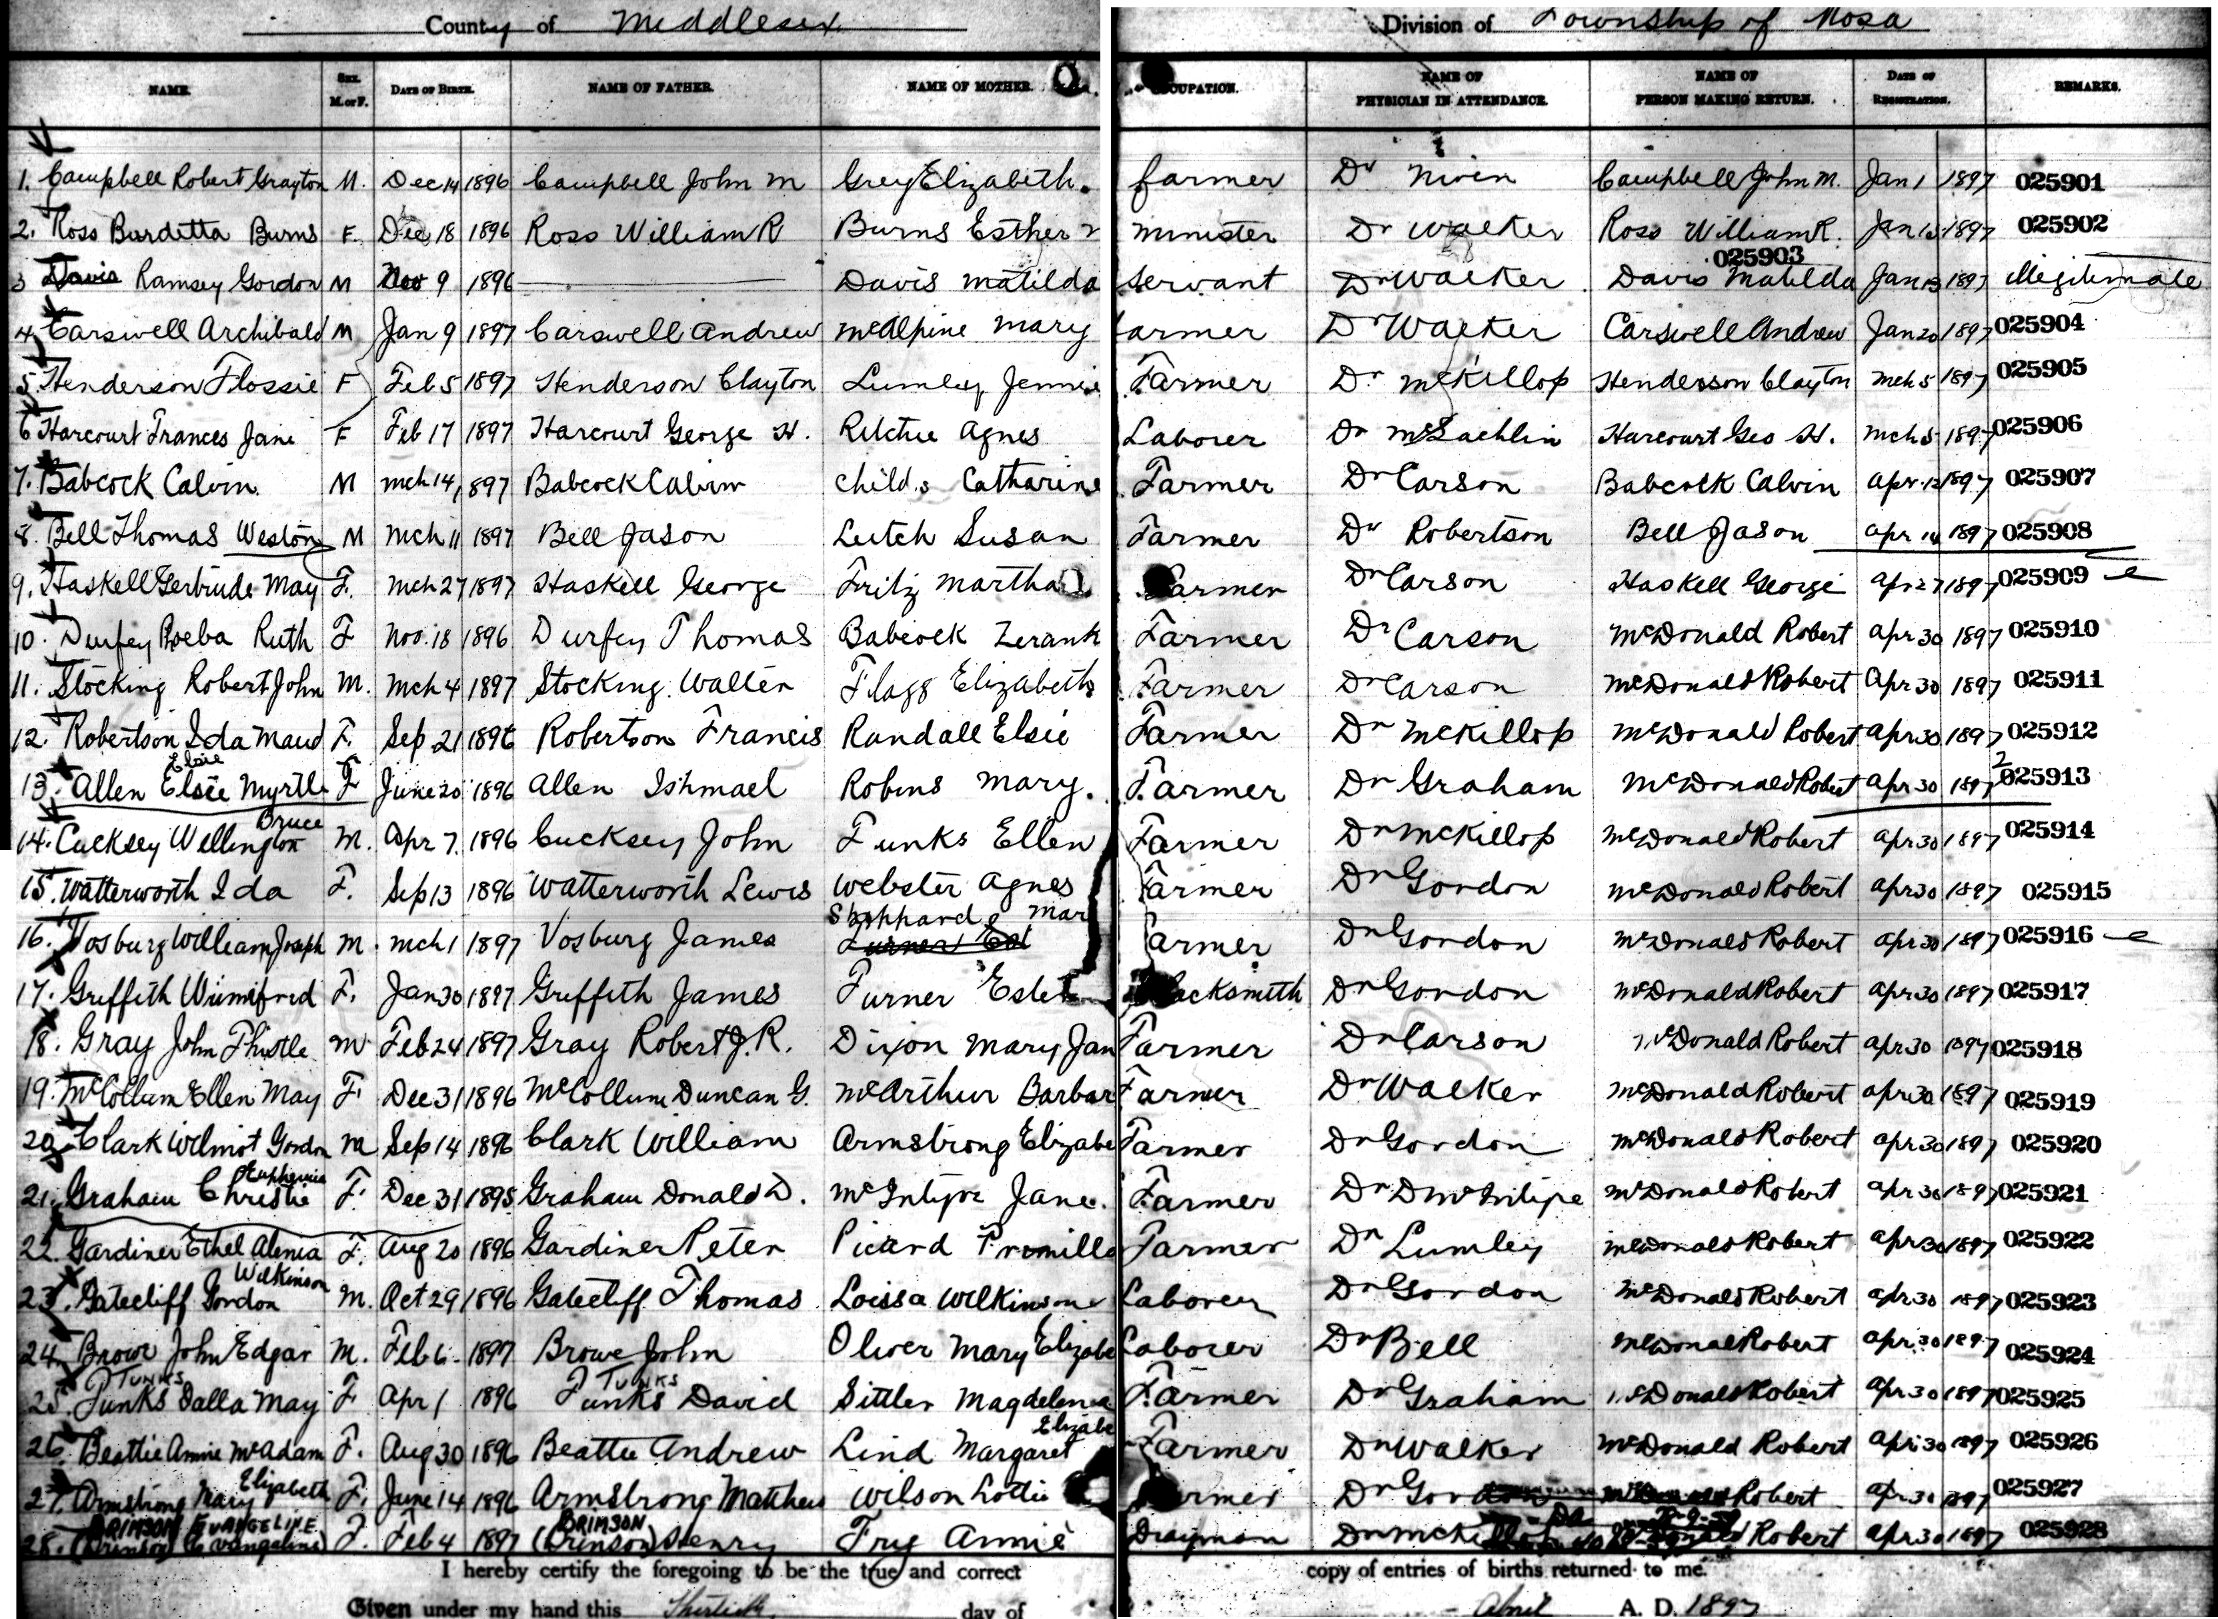 County of Middlesex Division of Township of Mosa
NAME. SEX. M. or F. DATE OF BIRTH. NAME OF FATHER. NAME OF MOTHER. OCCUPATION. NAME OF PHYSICIAN IN ATTENDANCE. NAME OF PERSON MAKING RETURN. DATE OF REGISTRATION. REMARKS.
1. Campbell Robert Grayton M. Dec 14 1896 Campbell John M Grey Elizabeth. farmer Dr Niven Campbell John M. Jan 1 1897 025901
2. Ross Burditta Burns F. Dec 18 1896 Ross William R Burns Esther minister Dr Walker Ross William R. Jan 13 1897 025902
3 Davis Ramsey Gordon M Nov 9 1896 Davis Matilda servant Dr Walker Davis Matilda Jan 13 1897 025903 illegitimate
4 Carswell Archibald M Jan 9 1897 Carswell Andrew McAlpine Mary farmer Dr Walker Carswell Andrew Jan 20 1897 025904
5 Henderson Flossie F Feb 5 1897 Henderson Clayton Lumley Jennie Farmer Dr McKillop Henderson Clayton Mch 5 1897 025905
6 Harcourt Frances Jane F Feb 17 1897 Harcourt George H. Ritchie Agnes Laborer Dr McLachlin Harcourt Geo H. Mch 5 1897 025906
7. Babcock Calvin M Mch 14 1897 Babcock Calvin Childs Catharine Farmer Dr Carson Babcock Calvin Apr 12 1897 025907
8. Bell Thomas Weston M Mch 11 1897 Bell Jason Leitch Susan Farmer Dr Robertson Bell Jason Apr 14 1897 025908
9. Haskell Gertrude May F. Mch 27 1897 Haskell George Fritz Martha Farmer Dr Carson Haskell George Apr 27 1897 025909
10. Durfey Phoeba Ruth F Nov. 18 1896 Durfey Thomas Babcock Zerank Farmer Dr Carson McDonald Robert Apr 30 1897 025910
11. Stocking Robert John M. Mch 4 1897 Stocking Walter Flagg Elizabeth Farmer Dr Carson McDonald Robert Apr 30 1897 025911
12. Robertson Ida Maud F. Sep 21 1896 Robertson Francis Randall Elsie Farmer Dr McKillop McDonald Robert Apr 30 1897 025912
Elsie
13. Allen Elsie Myrtle F June 20 1896 Allen Ishmael Robins Mary. Farmer Dr Graham McDonald Robert Apr 30 1897 2 025913
Bruce
14. Cucksey Wellington M. Apr 7. 1896 Cucksey John Funks Ellen Farmer Dr McKillop McDonald Robert Apr 30 1897 025914
15. Watterworth Ida F. Sep 13 1896 Watterworth Lewis Webster Agnes Farmer Dr Gordon McDonald Robert Apr 30 1897 025915
Shappard Mar
16. Vosburg William Joseph M. Mch 1 1897 Vosburg James Turner Farmer Dr Gordon McDonald Robert Apr 30 1897 025916
17. Griffith Winnifred F. Jan 30 1897 Griffith James Turner Ester Blacksmith Dr Gordon McDonald Robert Apr 30 1897 025917
18. Gray John Thistle M Feb 24 1897 Gray Robert J.R. Dixon Mary Jan Farmer Dr Carson McDonald Robert Apr 30 1897 025918
19. McCollum Ellen May F. Dec 31 1896 McCollum Duncan G. McArthur Barbar Farmer Dr Walker McDonald Robert Apr 30 1897 025919
20. Clark Wilmot Gordon M Sep 14 1896 Clark William Armstrong Elizabe Farmer Dr Gordon McDonald Robert Apr 30 1897 025920
Euphemia
21. Graham Christie F. Dec 31 1895 Graham Donald D. McIntyre Jane. Farmer Dr D McIntyre McDonald Robert Apr 30 1897 025921
22. Gardiner Ethel Alenia F. Aug 20 1896 Gardiner Peter Picard Promilla Farmer Dr Lumley McDonald Robert Apr 30 1897 025922
Wilkinson
23. Gatecliff Gordon M. Oct 29 1896 Gatecliff Thomas Loissa Wilkinson Laborer Dr Gordon McDonald Robert Apr 30 1897 025923
24. Browe John Edgar M. Feb 6 1897 Browe John Oliver Mary Elizabe Laborer Dr Bell McDonald Robert Apr 30 1897 025924
TUNKS TUNKS
25. Tunks Dalla May F Apr 1 1896 Tunks David Sittler Magdelena Farmer Dr Graham McDonald Robert Apr 30 1897 025925
Elizabe
26. Beattie Annie McAdam F. Aug 30 1896 Beattie Andrew Lind Margaret Farmer Dr Walker McDonald Robert Apr 30 1897 025926
Elizabeth
27. Armstrong Mary F. June 14 1896 Armstrong Matthew Wilson Lottie Farmer Dr Gordon McDonald Robert Apr 30 1897 025927
BRIMSON EVANGELINE BRIMSON
28. (Brimson Evangeline) F. Feb 4 1897 (Brimson) Henry Fry Annie Drayman Dr McKillop Robert Apr 30 1897 025928
I hereby certify the foregoing to be the true and correct copy of entries of births returned to me.
Given under my hand this Thirtieth day of April A. D. 1897